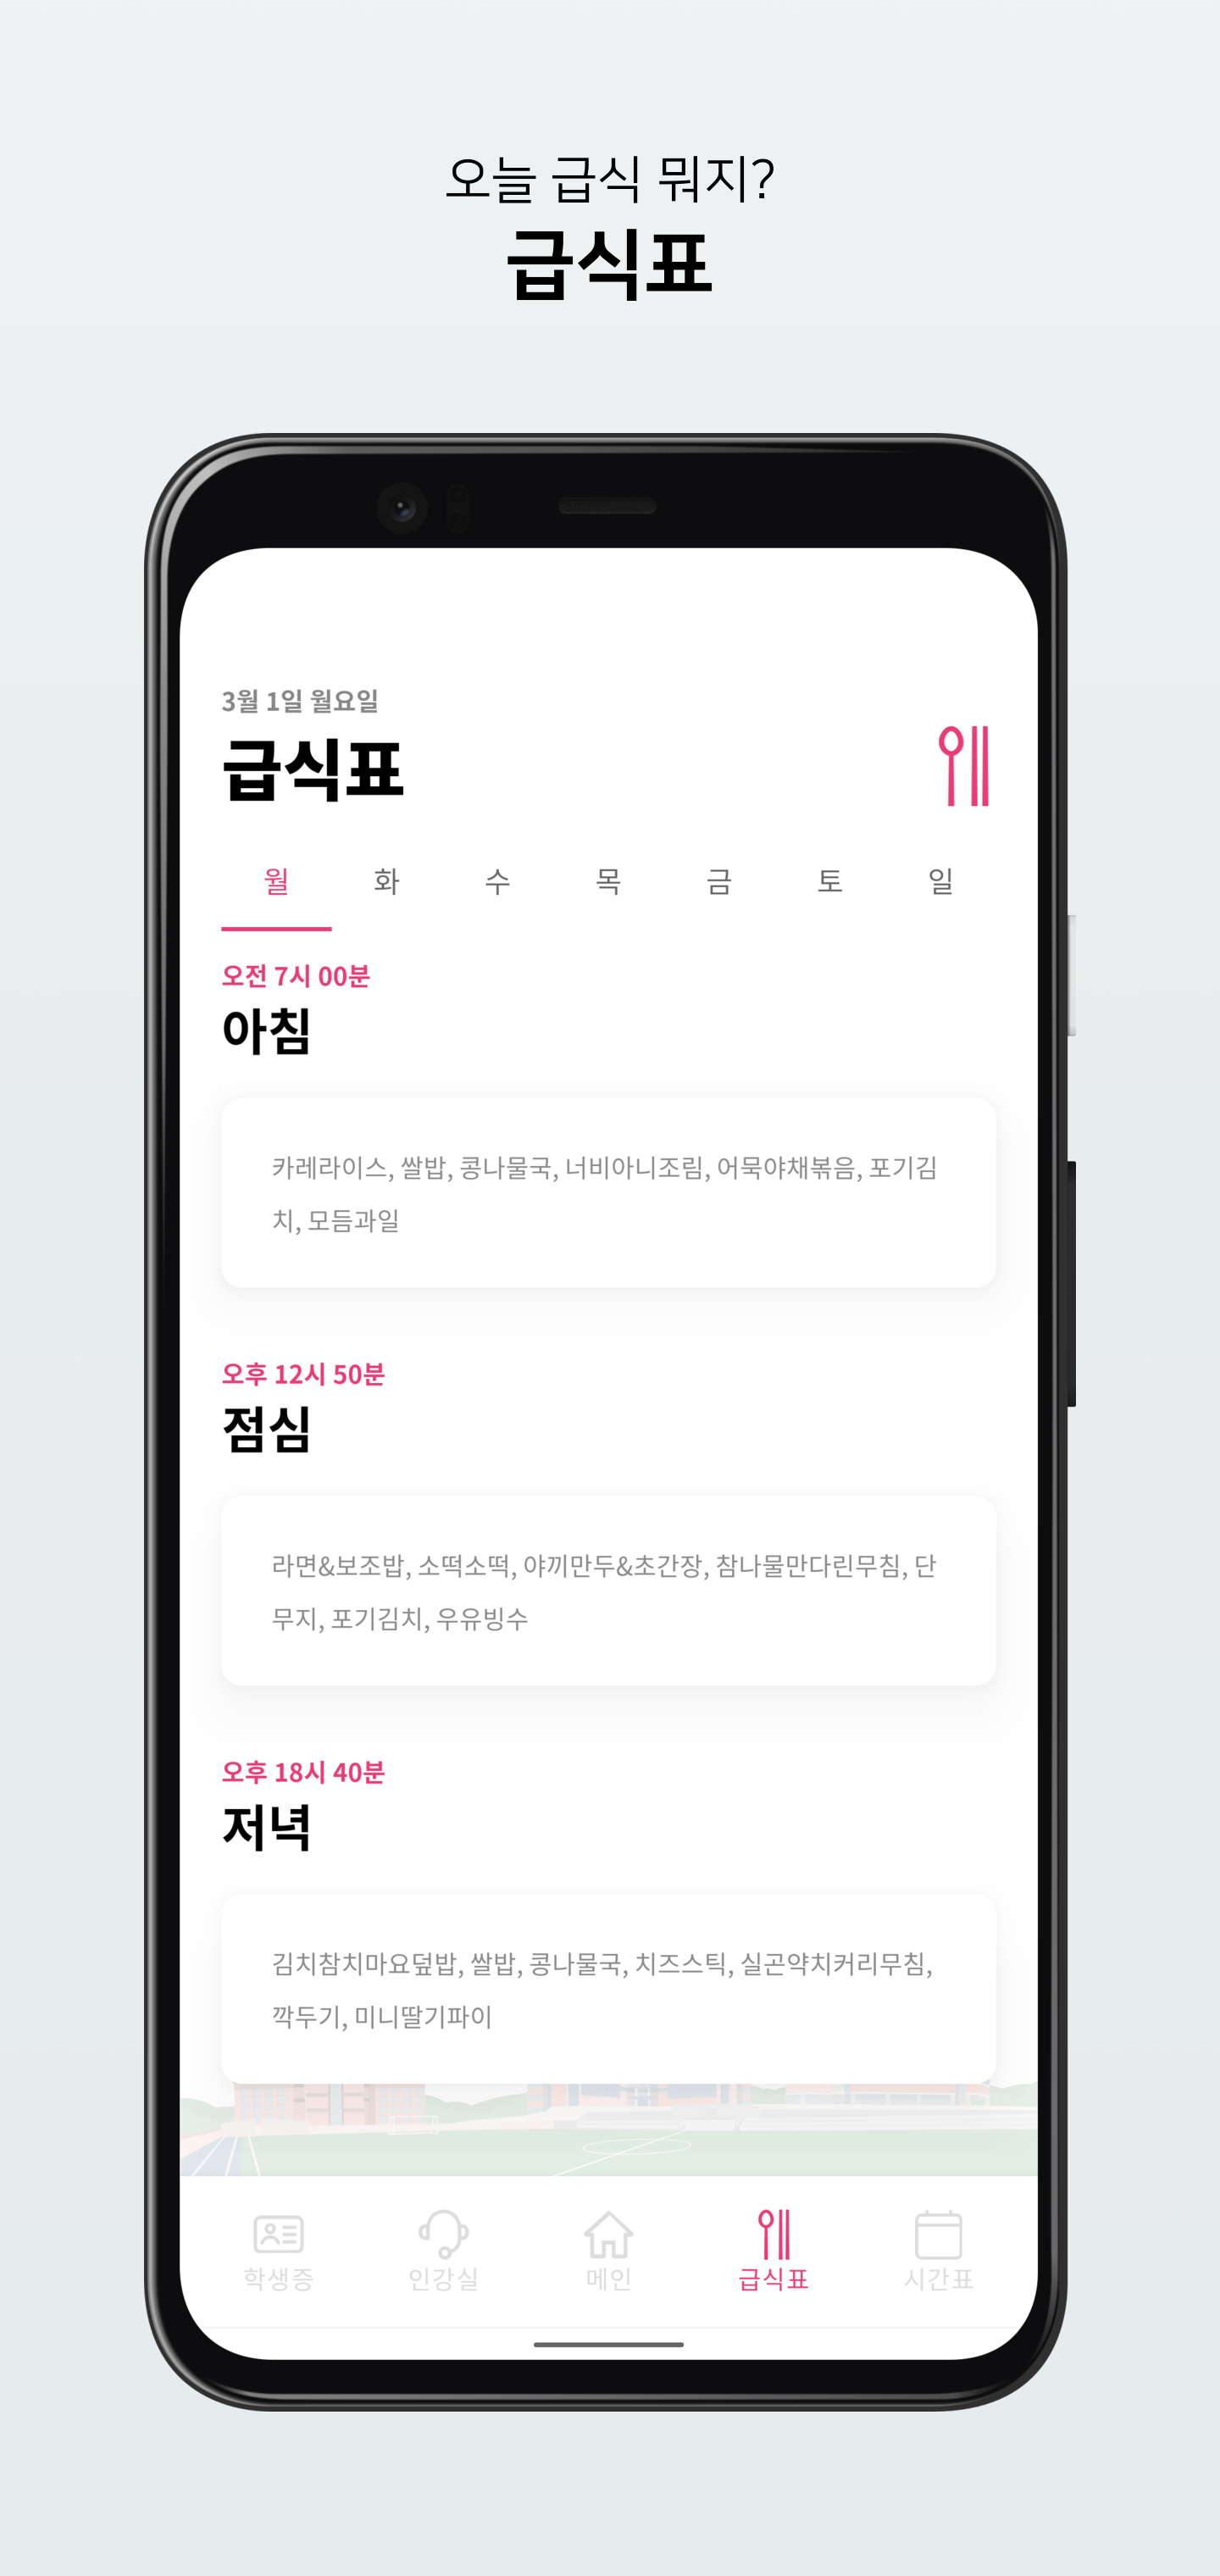 오늘 급식 뭐지?
급식표
3월 1일 월요일
급식표
월 화 수 목 금 토 일
오전 7시 00분
아침
카레라이스, 쌀밥, 콩나물국, 너비아니조림, 어묵야채볶음, 포기김
치, 모듬과일
오후 12시 50분
점심
라면&보조밥, 소떡소떡, 야끼만두&초간장, 참나물만다린무침, 단
무지, 포기김치, 우유빙수
오후 18시 40분
저녁
김치참치마요덮밥, 쌀밥, 콩나물국, 치즈스틱, 실곤약치커리무침,
깍두기, 미니딸기파이
학생증 인강실 메인 급식표 시간표